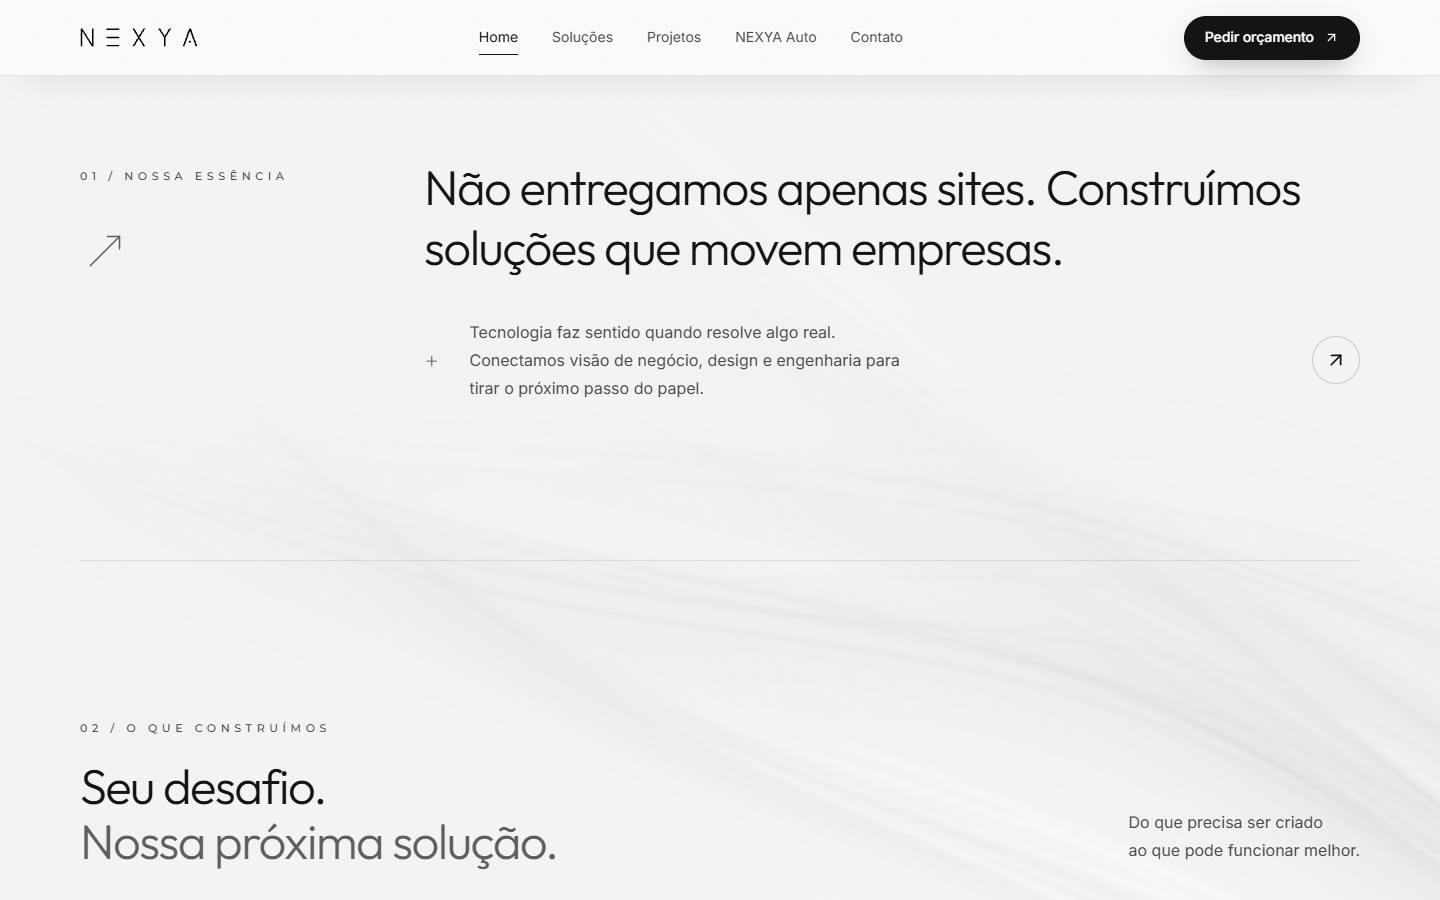 NEXYA
Home
Soluções
Projetos
NEXYA Auto
Contato
Pedir orçamento
01 / NOSSA ESSÊNCIA
Não entregamos apenas sites. Construímos
soluções que movem empresas.
Tecnologia faz sentido quando resolve algo real.
Conectamos visão de negócio, design e engenharia para
tirar o próximo passo do papel.
02 / O QUE CONSTRUÍMOS
Seu desafio.
Nossa próxima solução.
Do que precisa ser criado
ao que pode funcionar melhor.